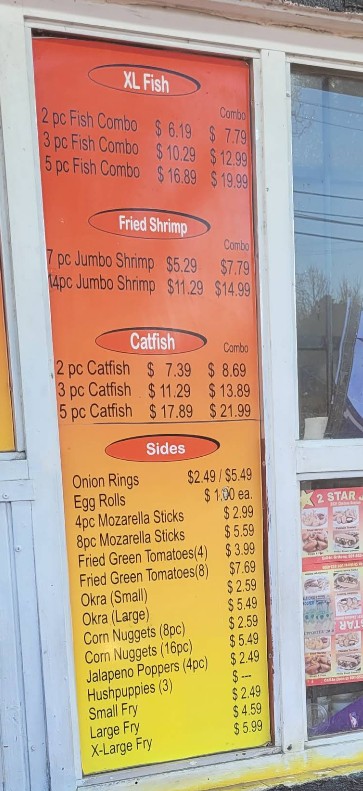 XL Fish
Combo
2 pc Fish Combo $ 6.19 $ 7.79
3 pc Fish Combo $ 10.29 $ 12.99
5 pc Fish Combo $ 16.89 $ 19.99
Fried Shrimp
Combo
7 pc Jumbo Shrimp $5.29 $7.79
14pc Jumbo Shrimp $11.29 $14.99
Catfish
Combo
2 pc Catfish $ 7.39 $ 8.69
3 pc Catfish $ 11.29 $ 13.89
5 pc Catfish $ 17.89 $ 21.99
Sides
Onion Rings $2.49 / $5.49
Egg Rolls $ 1.00 ea.
4pc Mozarella Sticks $ 2.99
8pc Mozarella Sticks $ 5.59
Fried Green Tomatoes(4) $ 3.99
Fried Green Tomatoes(8) $7.69
Okra (Small) $ 2.59
Okra (Large) $ 5.49
Corn Nuggets (8pc) $ 2.59
Corn Nuggets (16pc) $ 5.49
Jalapeno Poppers (4pc) $ 2.49
Hushpuppies (3) $ ---
Small Fry $ 2.49
Large Fry $ 4.59
X-Large Fry $ 5.99
2 STAR
STAR